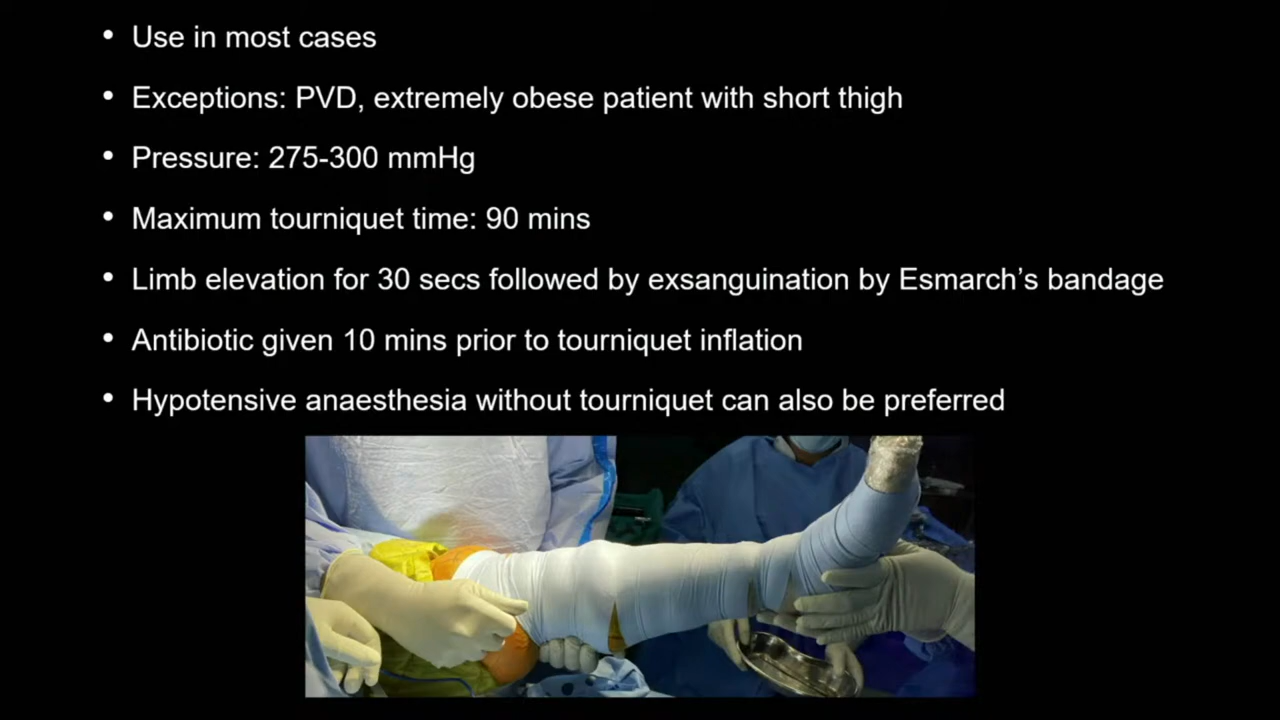 • Use in most cases
• Exceptions: PVD, extremely obese patient with short thigh
• Pressure: 275-300 mmHg
• Maximum tourniquet time: 90 mins
• Limb elevation for 30 secs followed by exsanguination by Esmarch’s bandage
• Antibiotic given 10 mins prior to tourniquet inflation
• Hypotensive anaesthesia without tourniquet can also be preferred